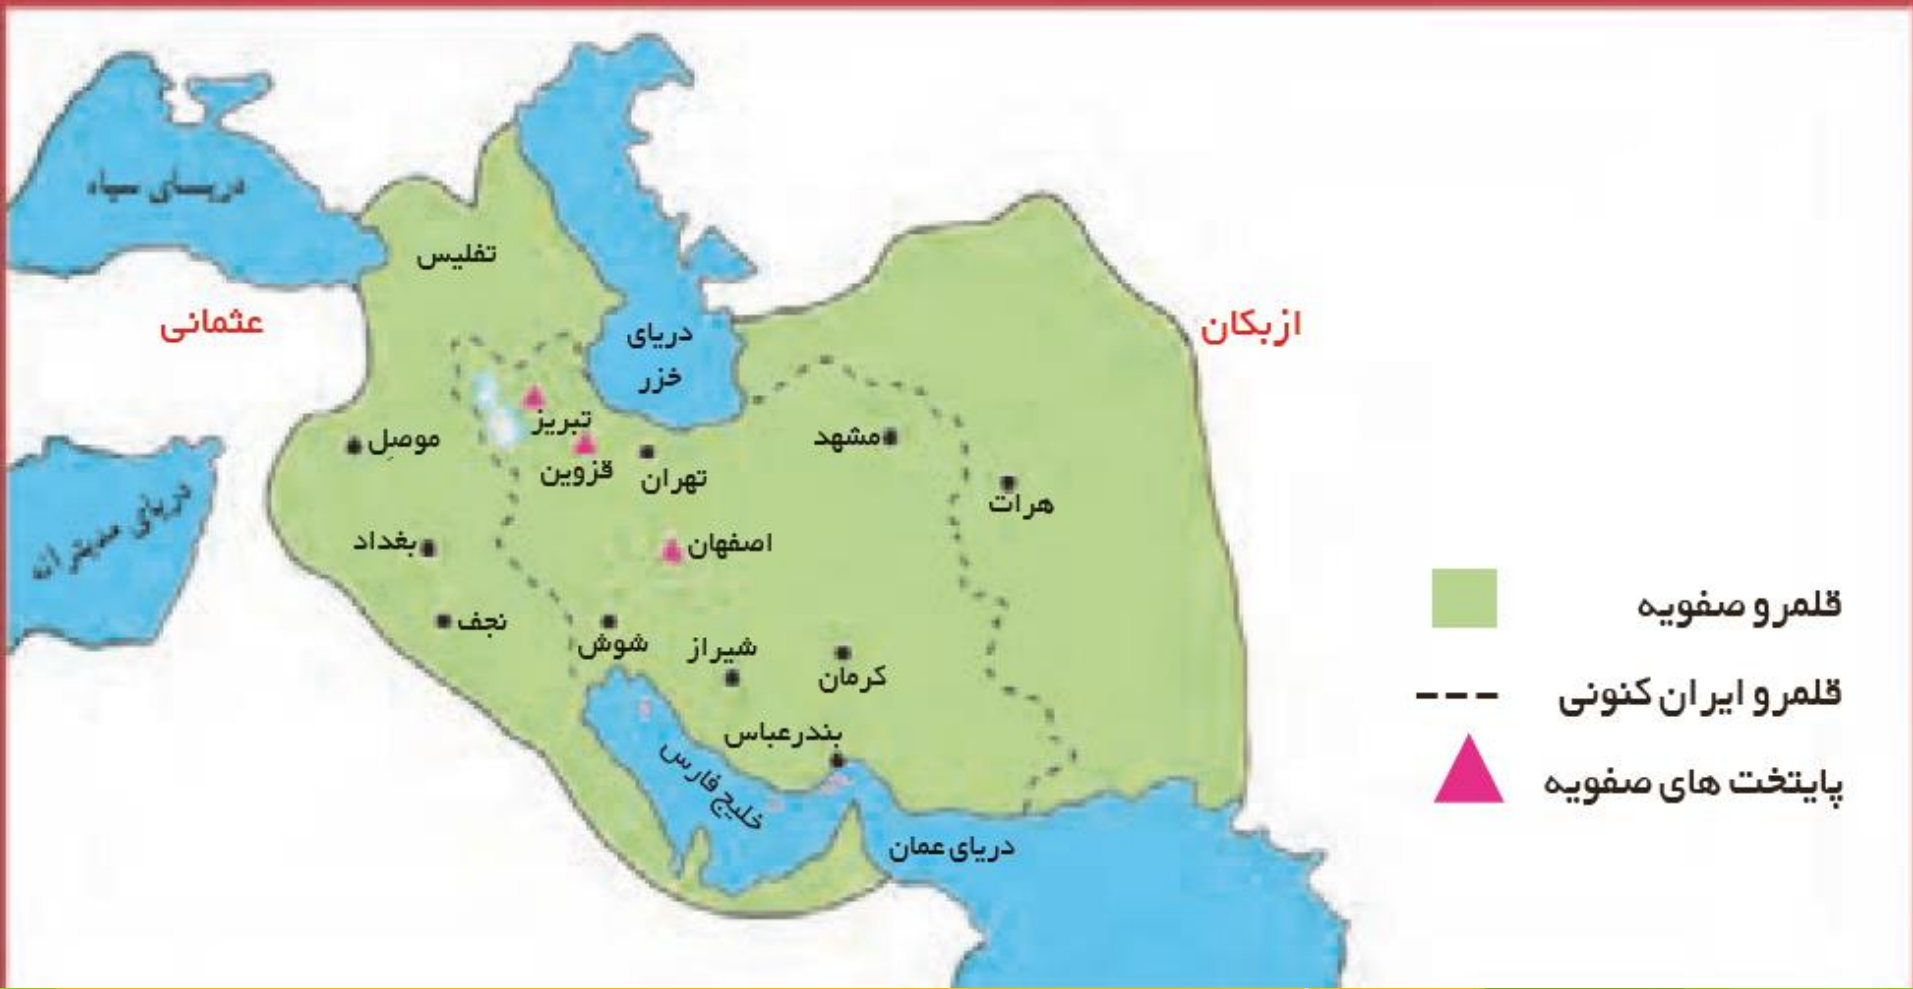 دریای سیاه
تفلیس
عثمانی
ازبکان
دریای
خزر
تبریز
موصل
مشهد
قزوین
تهران
هرات
دریای مدیترانه
بغداد
اصفهان
قلمرو صفویه
نجف
شوش
شیراز
کرمان
قلمرو ایران کنونی
بندرعباس
خلیج فارس
پایتخت های صفویه
دریای عمان